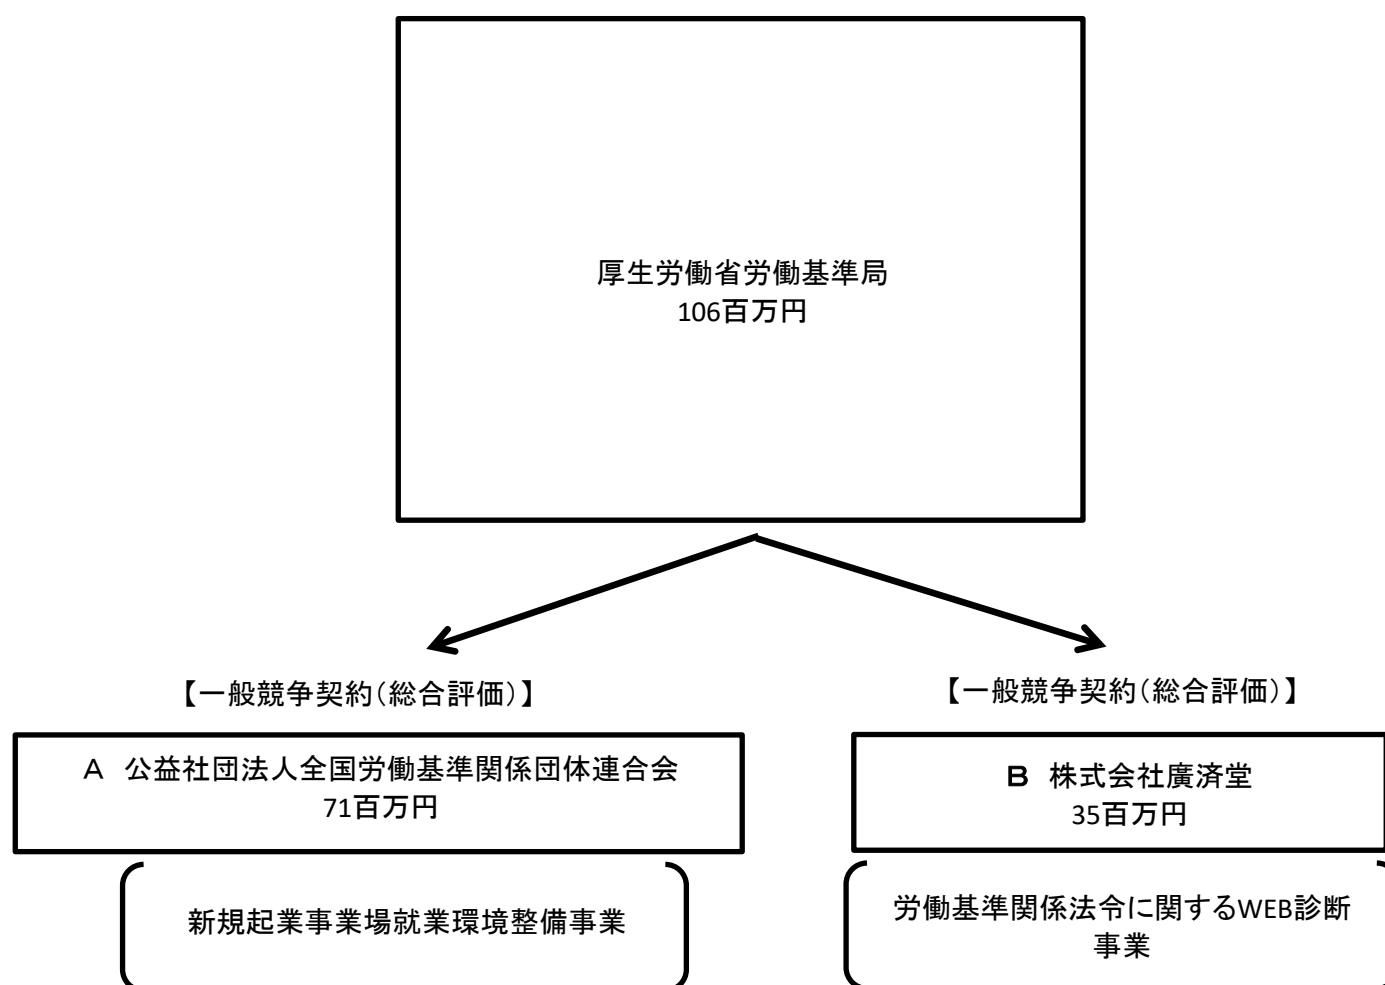 厚生労働省労働基準局
106百万円
【一般競争契約(総合評価)】
【一般競争契約(総合評価)】
A 公益社団法人全国労働基準関係団体連合会
71百万円
B 株式会社廣済堂
35百万円
新規起業事業場就業環境整備事業
労働基準関係法令に関するWEB診断
事業